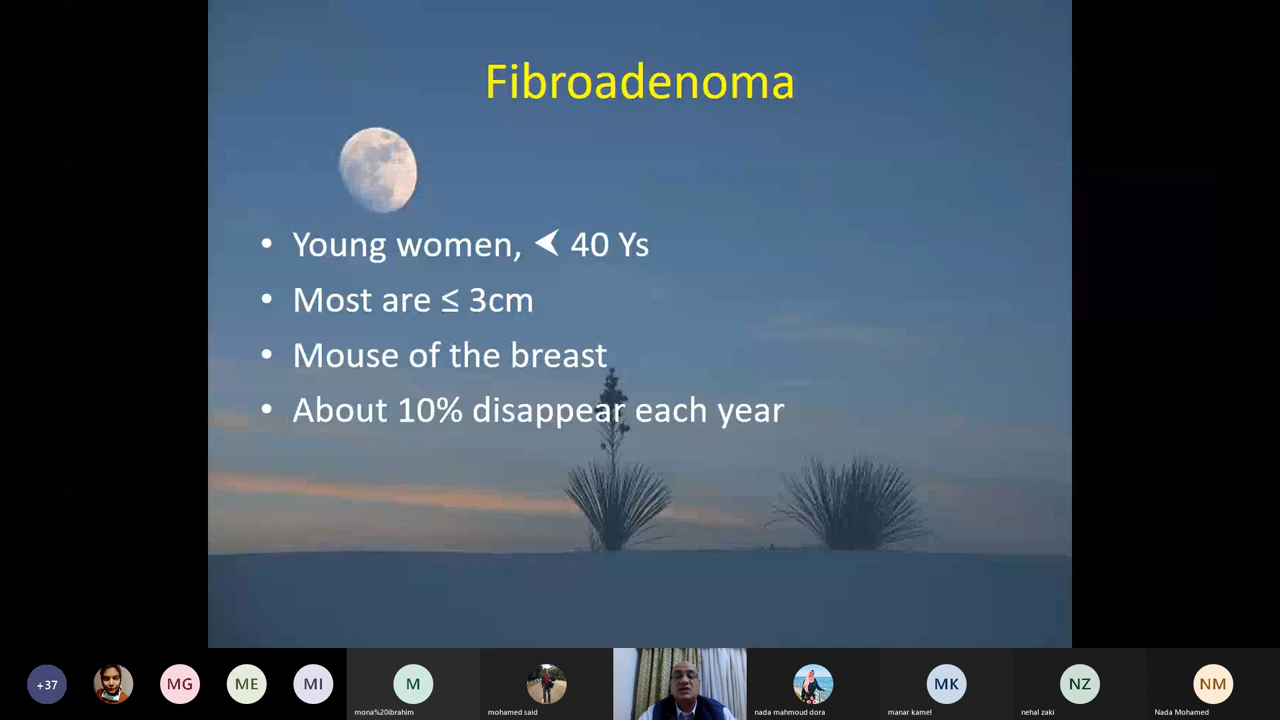 Fibroadenoma
• Young women, ⮜ 40 Ys
• Most are ≤ 3cm
• Mouse of the breast
• About 10% disappear each year
+37
MG
ME
MI
M
MK
NZ
NM
mona%20ibrahim
mohamed said
nada mahmoud dora
manar kamel
nehal zaki
Nada Mohamed